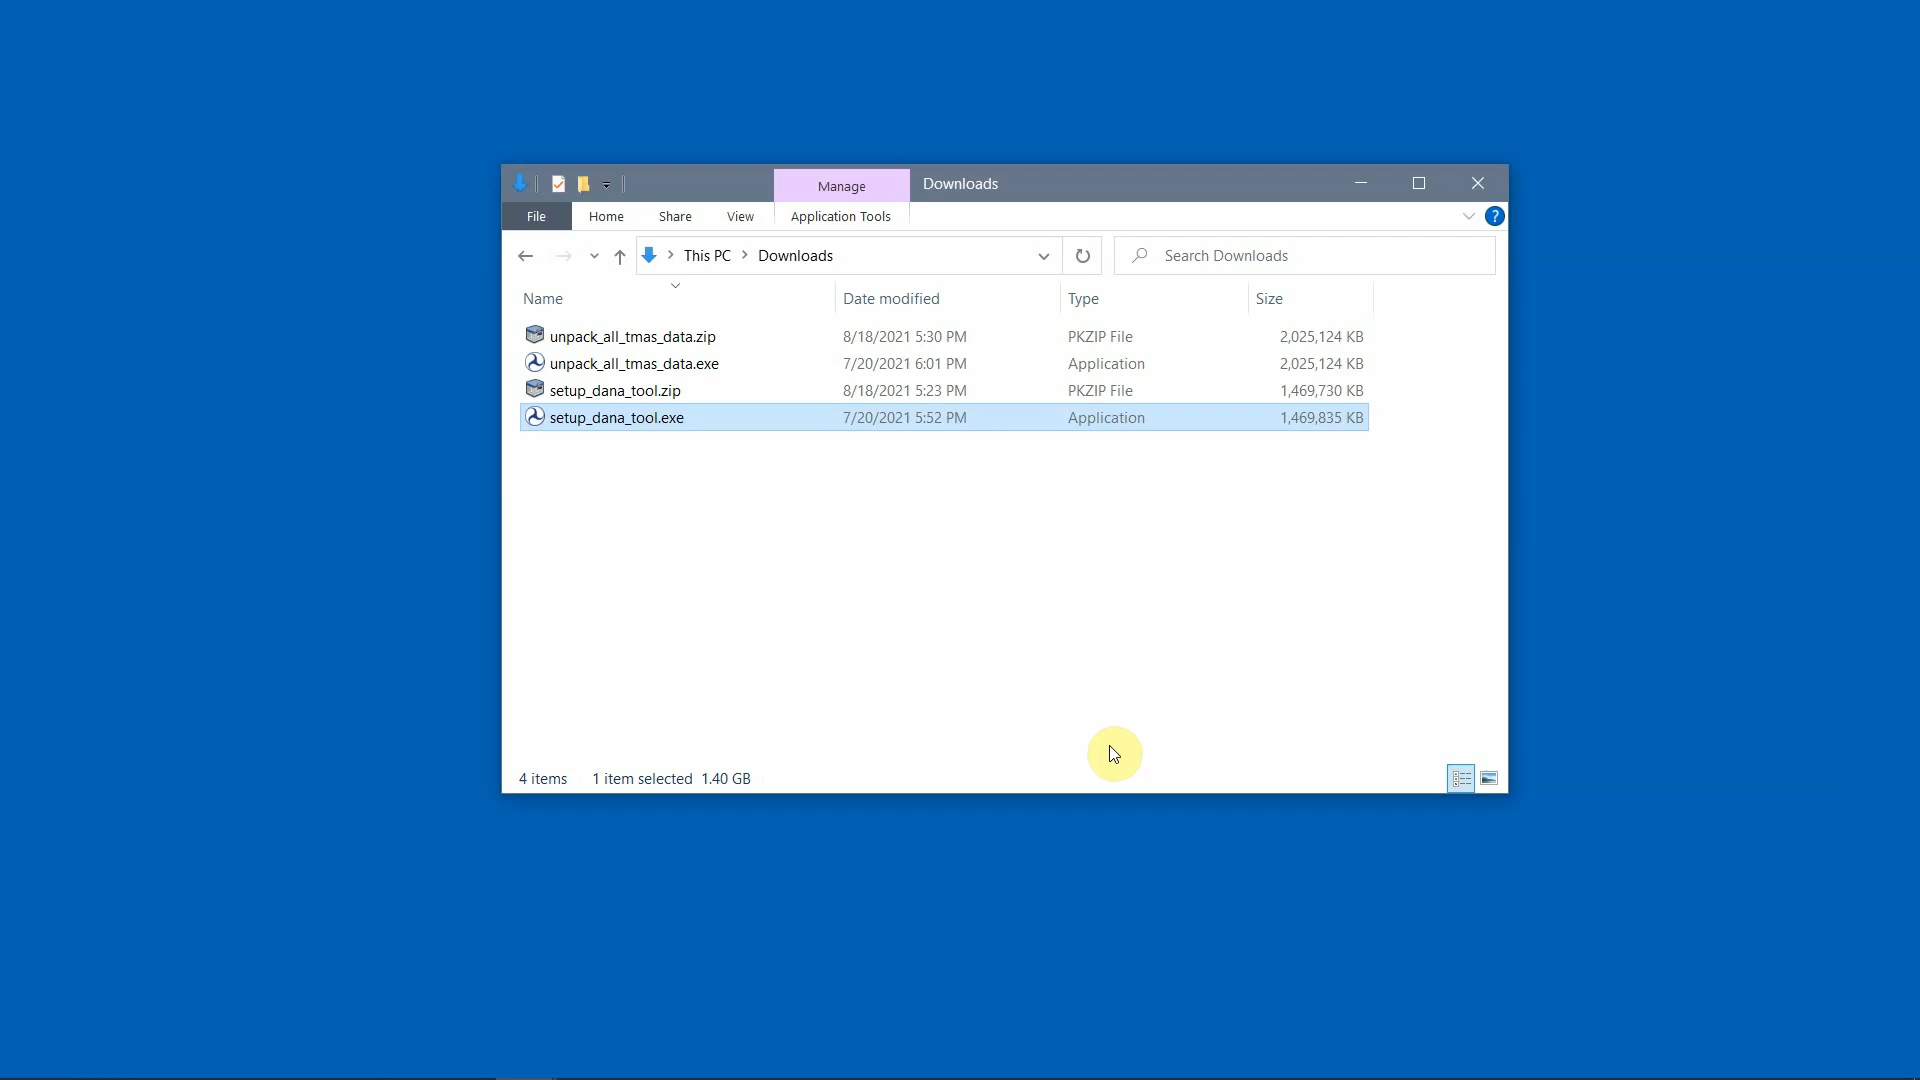 Manage Downloads
File Home Share View Application Tools ?
This PC Downloads Search Downloads
Name Date modified Type Size
unpack_all_tmas_data.zip 8/18/2021 5:30 PM PKZIP File 2,025,124 KB
unpack_all_tmas_data.exe 7/20/2021 6:01 PM Application 2,025,124 KB
setup_dana_tool.zip 8/18/2021 5:23 PM PKZIP File 1,469,730 KB
setup_dana_tool.exe 7/20/2021 5:52 PM Application 1,469,835 KB
4 items 1 item selected 1.40 GB